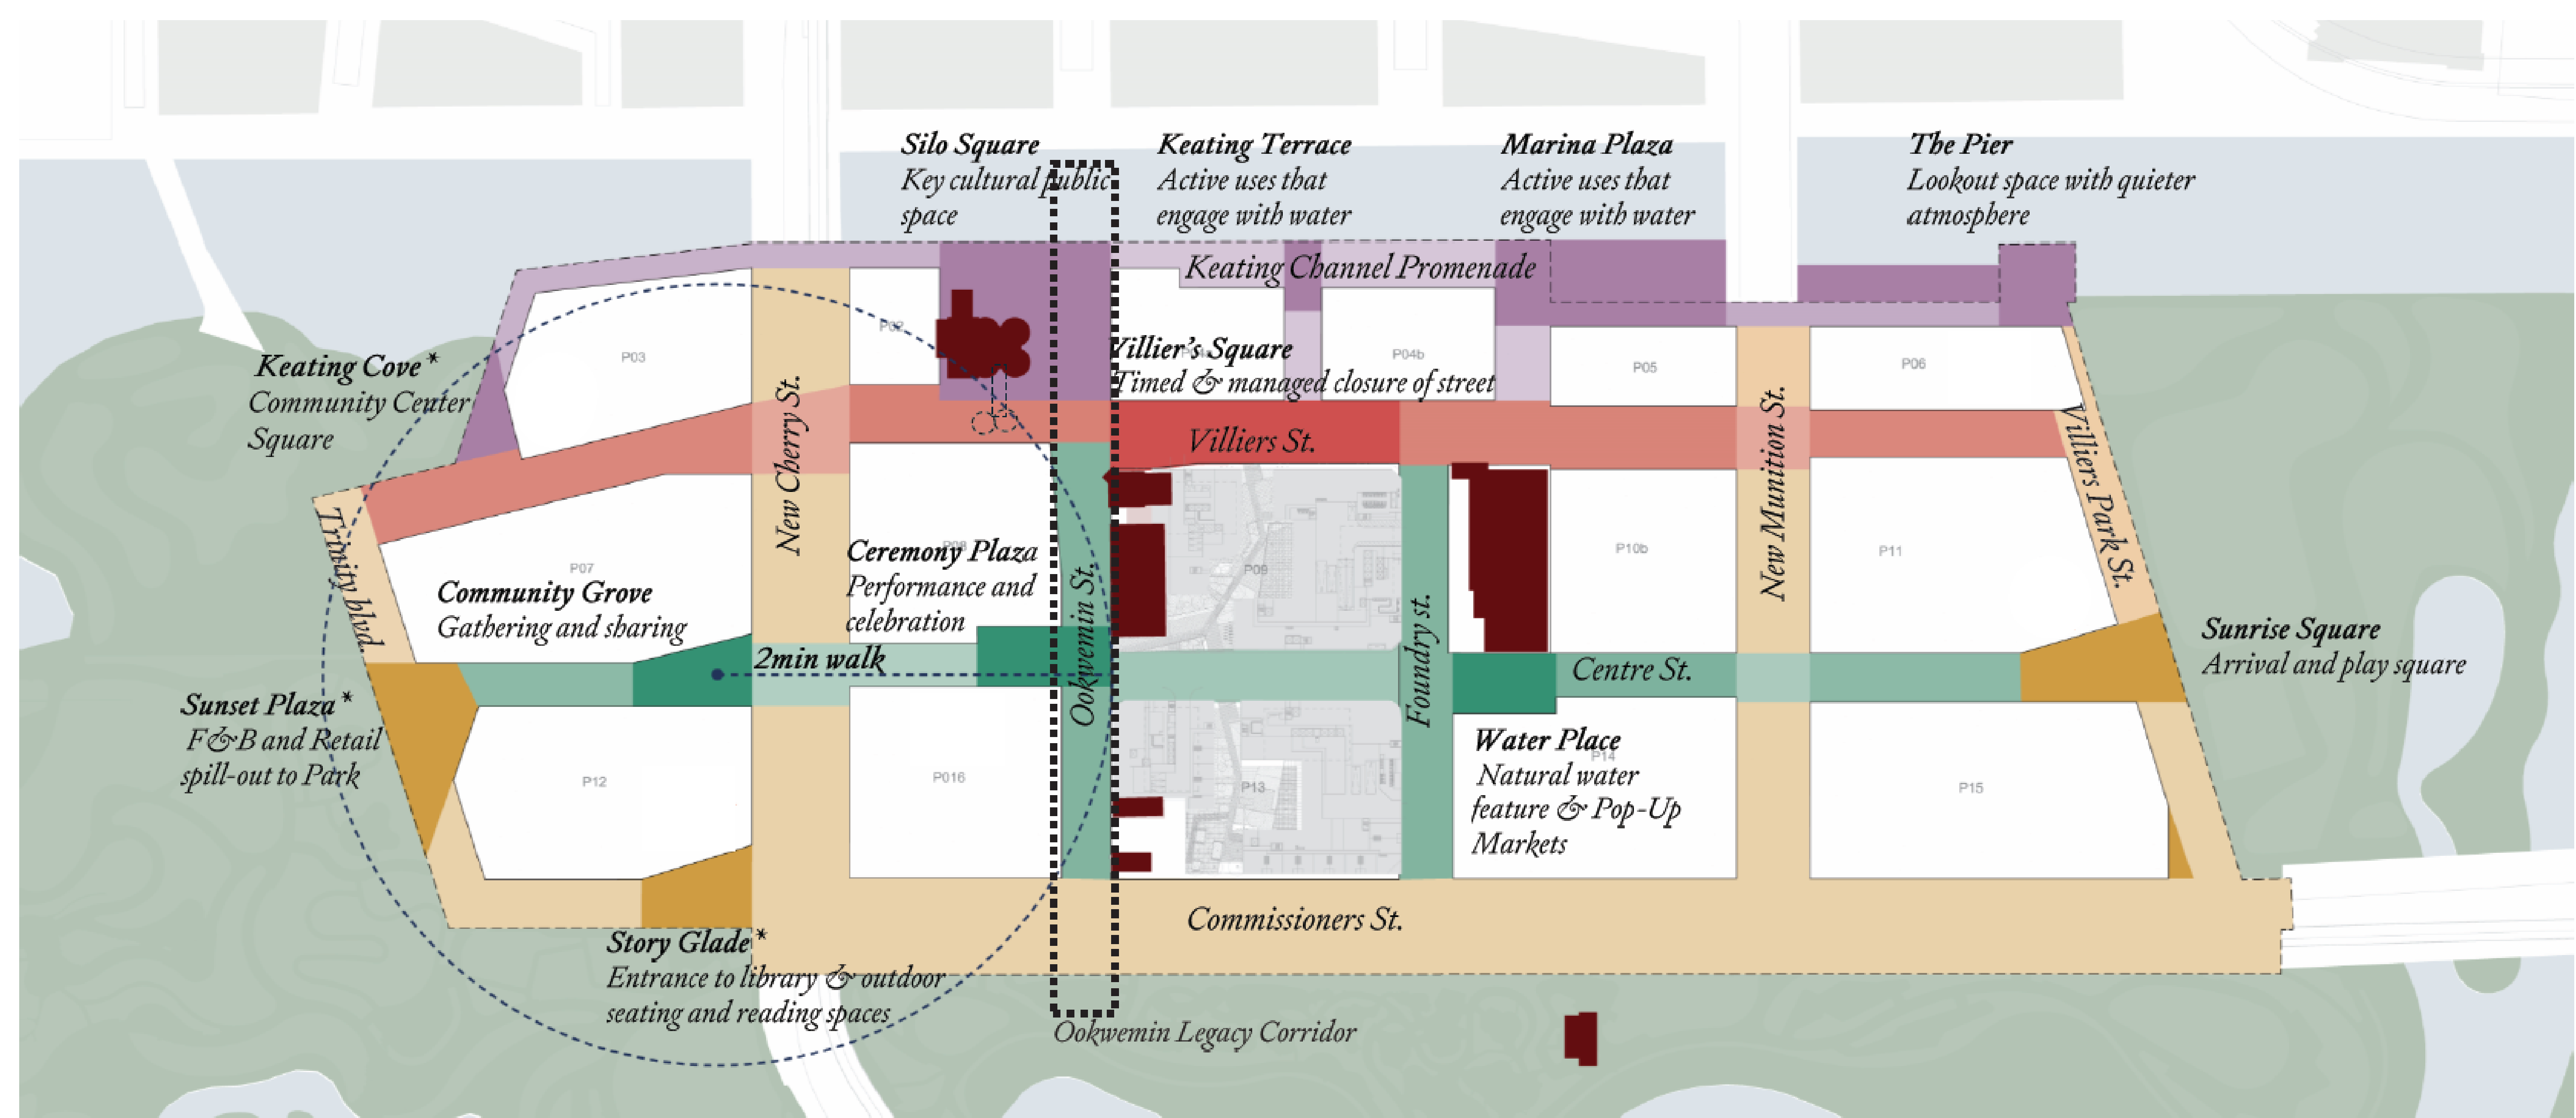 Silo Square
Key cultural public
space
Keating Terrace
Active uses that
engage with water
Marina Plaza
Active uses that
engage with water
The Pier
Lookout space with quieter
atmosphere
Keating Channel Promenade
Keating Cove*
Community Center
Square
P03
P02
Villier's Square
Timed & managed closure of street
P04b
P05
P06
New Cherry St.
Villiers St.
New Munition St.
Villiers Park St.
Trinity blvd.
P07
Community Grove
Gathering and sharing
P08
Ceremony Plaza
Performance and
celebration
Ookwemin St.
P09
Foundry st.
P10b
P11
2min walk
Centre St.
Sunrise Square
Arrival and play square
Sunset Plaza*
F&B and Retail
spill-out to Park
P12
P016
P13
Water Place
P14
Natural water
feature & Pop-Up
Markets
P15
Commissioners St.
Story Glade*
Entrance to library & outdoor
seating and reading spaces
Ookwemin Legacy Corridor